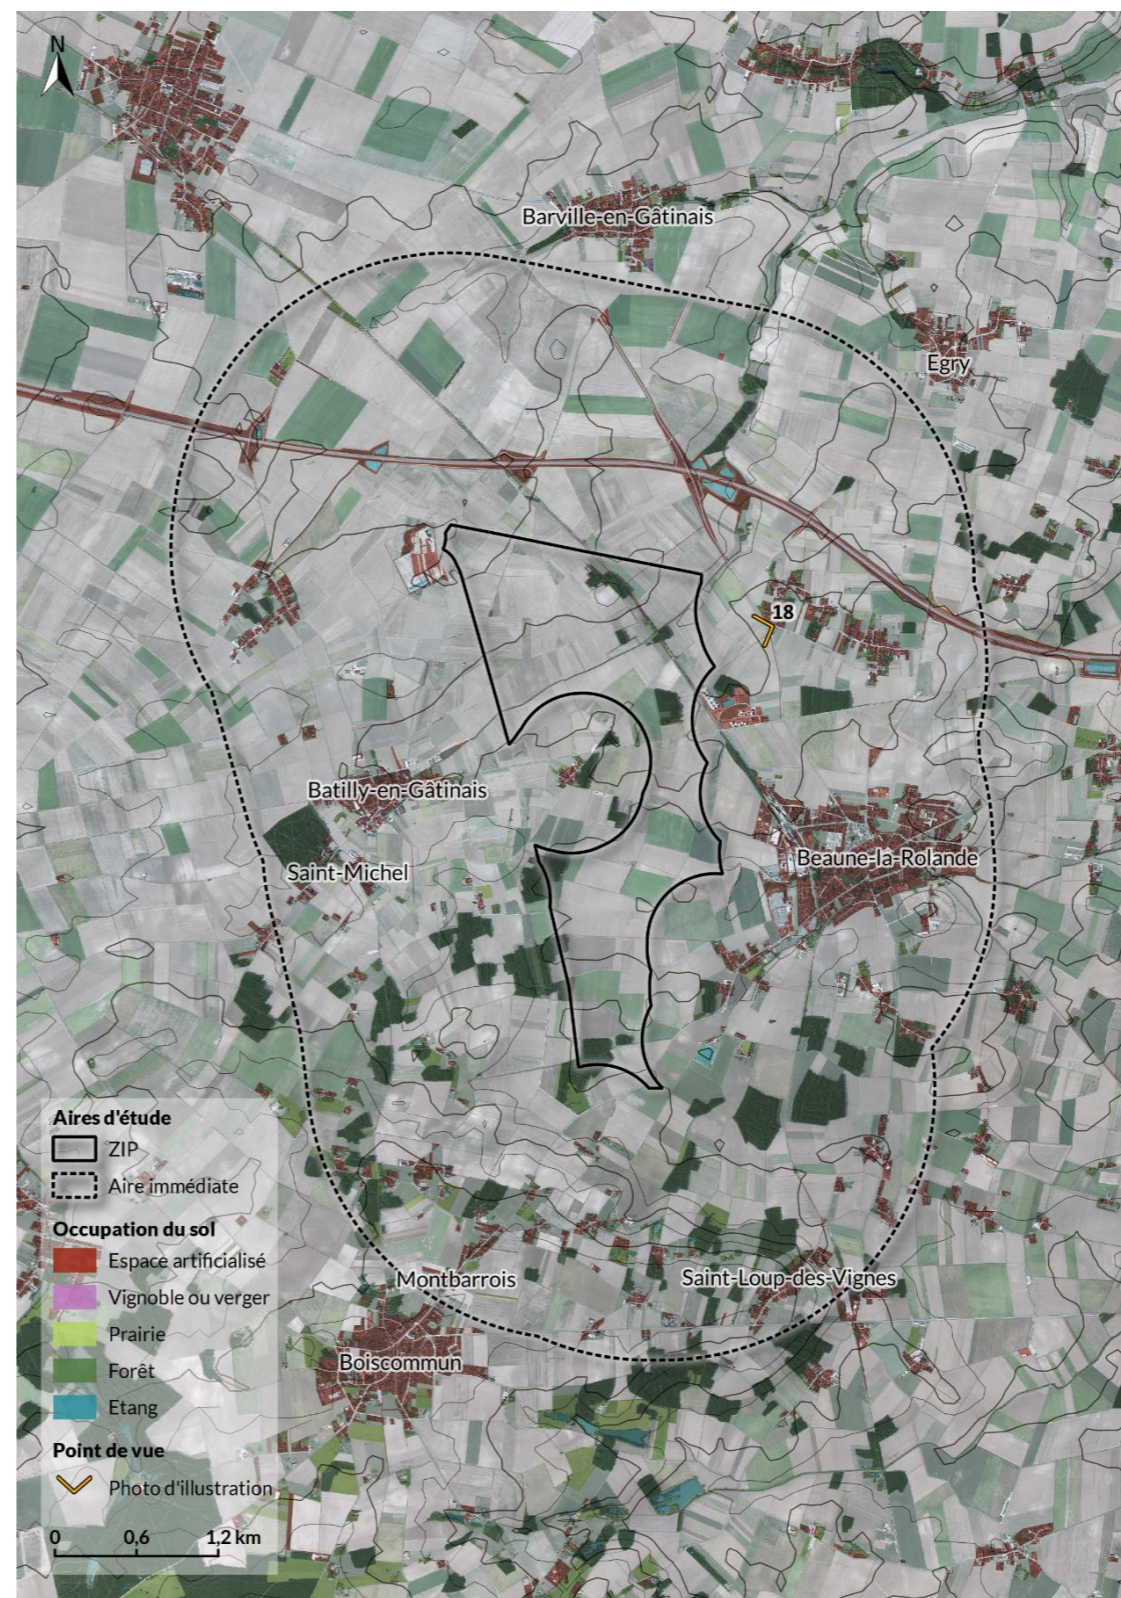 N
Barville-en-Gâtinais
Egry
18
Batilly-en-Gâtinais
Saint-Michel
Beaune-la-Rolande
Montbarrois
Saint-Loup-des-Vignes
Boiscommun
Aires d'étude
ZIP
Aire immédiate
Occupation du sol
Espace artificialisé
Vignoble ou verger
Prairie
Forêt
Etang
Point de vue
Photo d'illustration
0 0,6 1,2 km